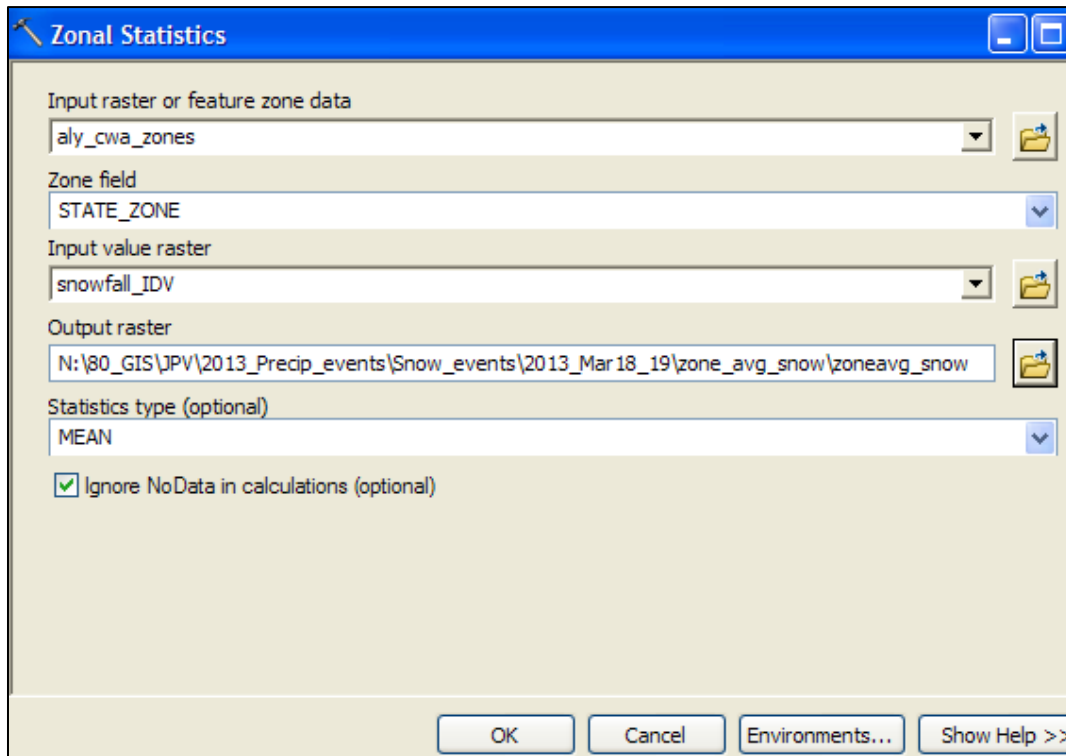 Zonal Statistics
Input raster or feature zone data
aly_cwa_zones
Zone field
STATE_ZONE
Input value raster
snowfall_IDV
Output raster
N:\80_GIS\JPV\2013_Precip_events\Snow_events\2013_Mar18_19\zone_avg_snow\zoneavg_snow
Statistics type (optional)
MEAN
Ignore NoData in calculations (optional)
OK Cancel Environments... Show Help >>